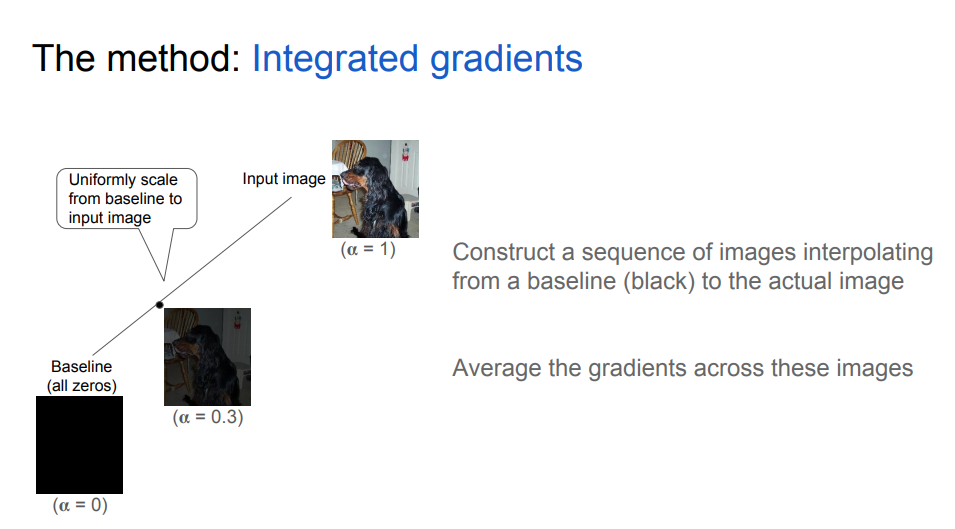 The method: Integrated gradients
Uniformly scale
from baseline to
input image
Input image
(α = 1)
Construct a sequence of images interpolating
from a baseline (black) to the actual image
Baseline
(all zeros)
Average the gradients across these images
(α = 0.3)
(α = 0)